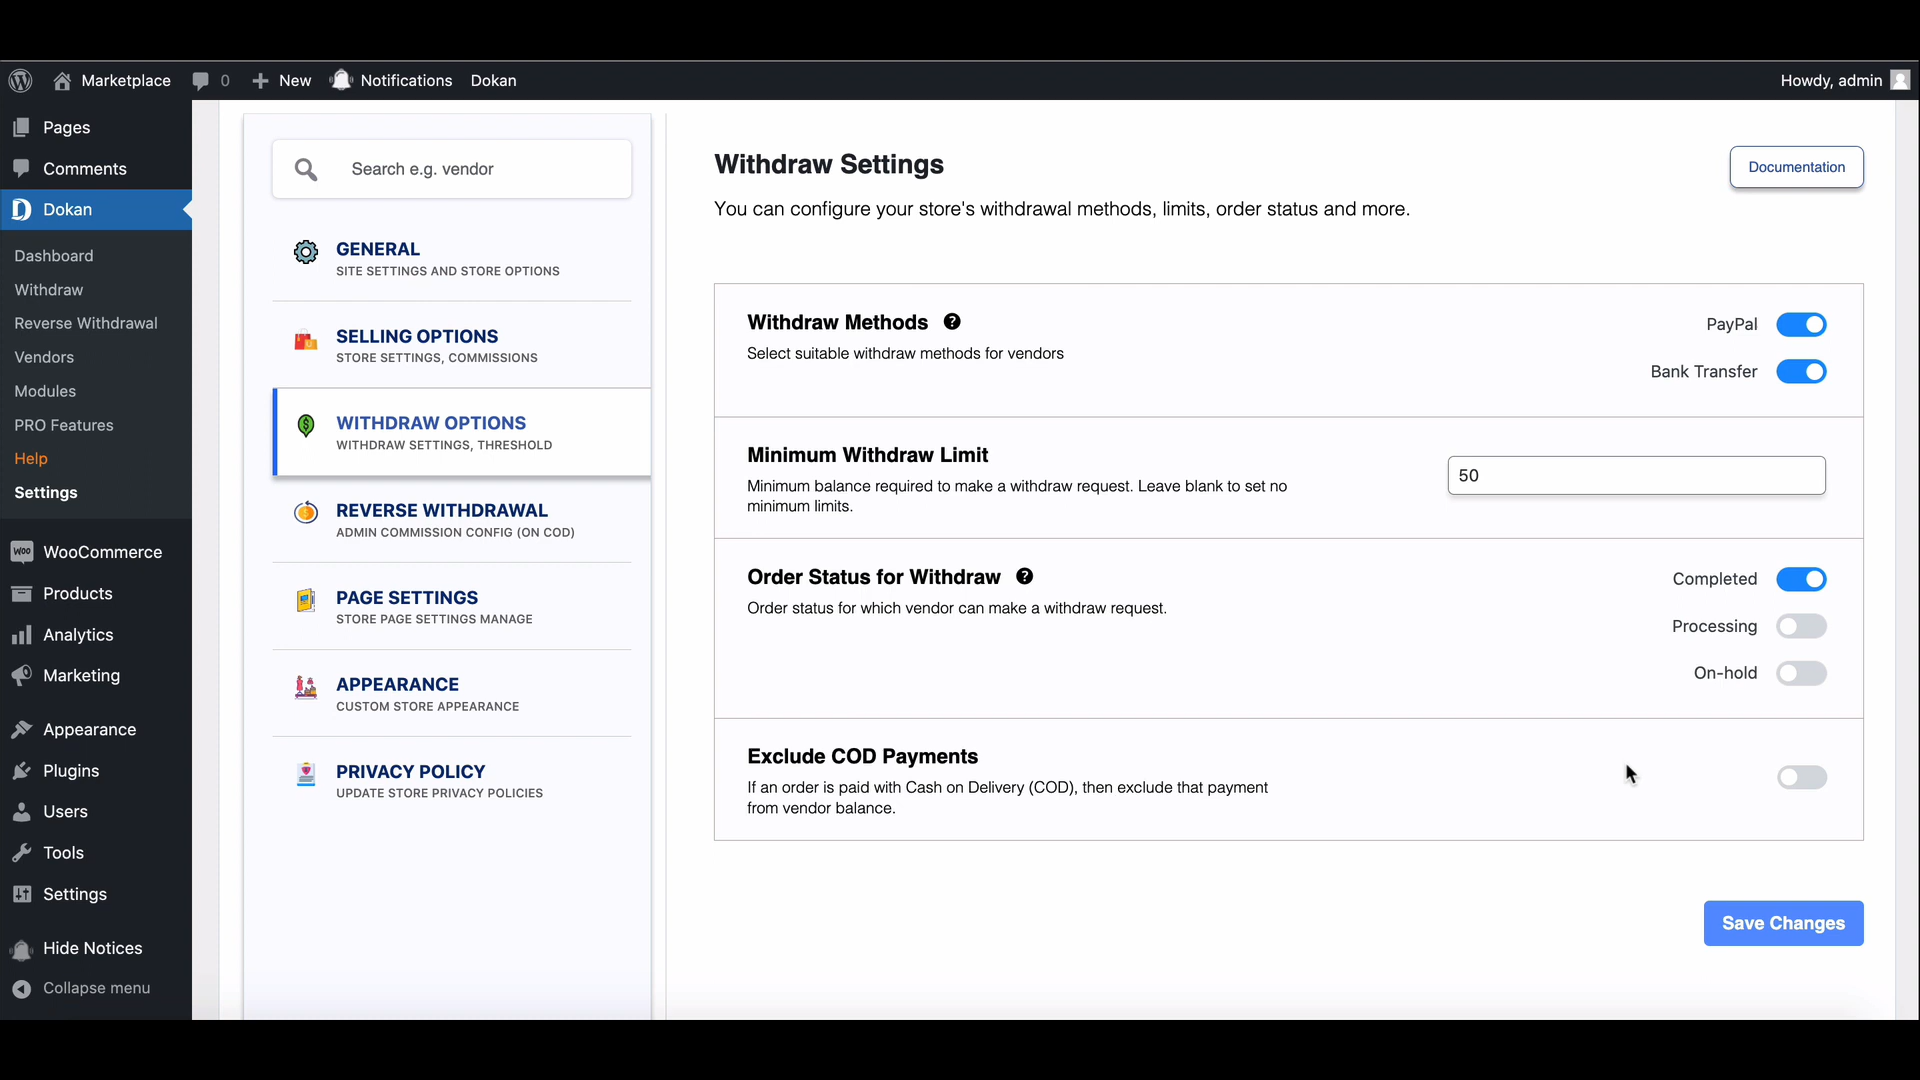 Marketplace
0
New
Notifications
Dokan
Howdy, admin
Pages
Comments
Dokan
Dashboard
Withdraw
Reverse Withdrawal
Vendors
Modules
PRO Features
Help
Settings
Woo
WooCommerce
Products
Analytics
Marketing
Appearance
Plugins
Users
Tools
Settings
Hide Notices
Collapse menu
Search e.g. vendor
GENERAL
SITE SETTINGS AND STORE OPTIONS
SELLING OPTIONS
STORE SETTINGS, COMMISSIONS
WITHDRAW OPTIONS
WITHDRAW SETTINGS, THRESHOLD
REVERSE WITHDRAWAL
ADMIN COMMISSION CONFIG (ON COD)
PAGE SETTINGS
STORE PAGE SETTINGS MANAGE
APPEARANCE
CUSTOM STORE APPEARANCE
PRIVACY POLICY
UPDATE STORE PRIVACY POLICIES
Withdraw Settings
Documentation
You can configure your store's withdrawal methods, limits, order status and more.
Withdraw Methods ?
Select suitable withdraw methods for vendors
PayPal
Bank Transfer
Minimum Withdraw Limit
Minimum balance required to make a withdraw request. Leave blank to set no
minimum limits.
50
Order Status for Withdraw ?
Order status for which vendor can make a withdraw request.
Completed
Processing
On-hold
Exclude COD Payments
If an order is paid with Cash on Delivery (COD), then exclude that payment
from vendor balance.
Save Changes